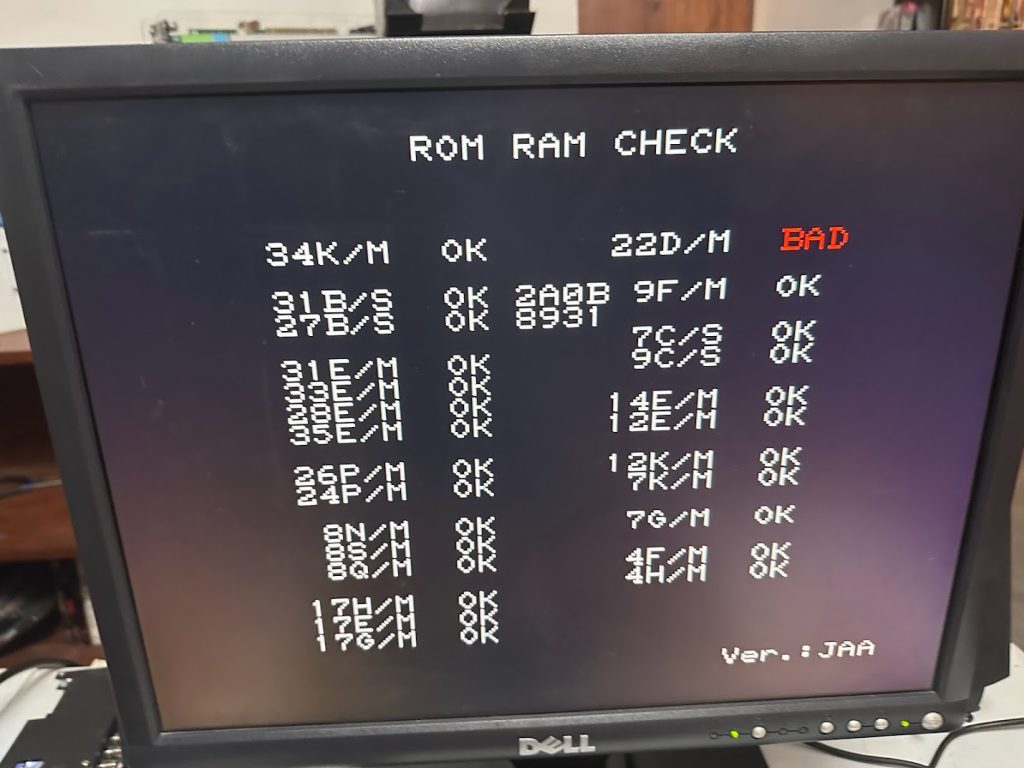 ROM RAM CHECK
34K/M OK 22D/M BAD
31B/S OK 2A0B 9F/M OK
27B/S OK 8931
7C/S OK
9C/S OK
31E/M OK
33E/M OK
28E/M OK 14E/M OK
35E/M OK 12E/M OK
26P/M OK 12K/M OK
24P/M OK 7K/M OK
8N/M OK 7G/M OK
8S/M OK
8Q/M OK 4F/M OK
4H/M OK
17H/M OK
17E/M OK
17G/M OK
Ver.:JAA
DELL